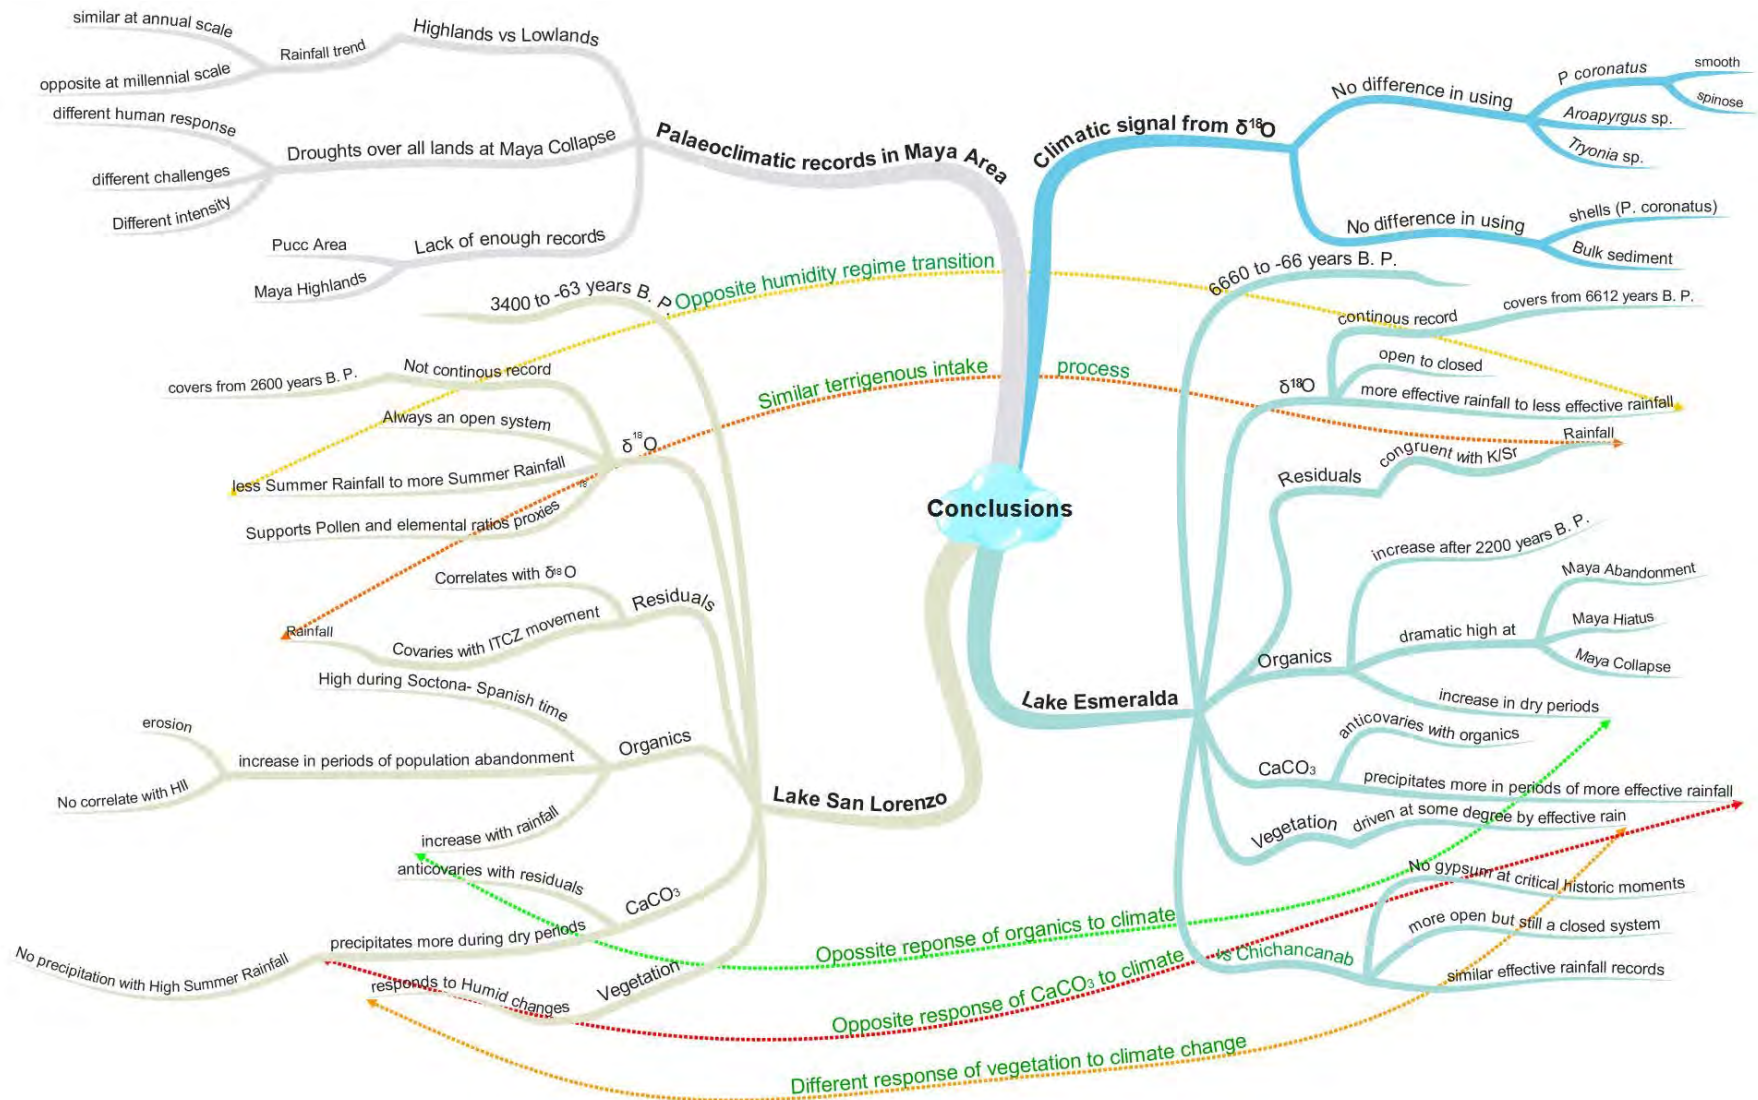 Conclusions
Palaeoclimatic records in Maya Area
Highlands vs Lowlands
Rainfall trend
similar at annual scale
opposite at millennial scale
Droughts over all lands at Maya Collapse
different human response
different challenges
Different intensity
Lack of enough records
Pucc Area
Maya Highlands
Climatic signal from δ¹⁸O
No difference in using
P coronatus
smooth
spinose
Aroapyrgus sp.
Tryonia sp.
No difference in using
shells (P. coronatus)
Bulk sediment
Opposite humidity regime transition
Similar terrigenous intake process
Lake San Lorenzo
3400 to -63 years B. P.
δ¹⁸O
Not continous record
covers from 2600 years B. P.
Always an open system
less Summer Rainfall to more Summer Rainfall
18
Supports Pollen and elemental ratios proxies
Residuals
Correlates with δ¹⁸O
Covaries with ITCZ movement
Rainfall
Organics
High during Soctona- Spanish time
increase in periods of population abandonment
erosion
No correlate with HII
increase with rainfall
CaCO₃
anticovaries with residuals
precipitates more during dry periods
No precipitation with High Summer Rainfall
Vegetation
responds to Humid changes
Lake Esmeralda
6660 to -66 years B. P.
δ¹⁸O
continous record
covers from 6612 years B. P.
open to closed
more effective rainfall to less effective rainfall
Residuals
congruent with K/Sr
Rainfall
Organics
increase after 2200 years B. P.
dramatic high at
Maya Abandonment
Maya Hiatus
Maya Collapse
increase in dry periods
CaCO₃
anticovaries with organics
precipitates more in periods of more effective rainfall
Vegetation
driven at some degree by effective rain
vs Chichancanab
No gypsum at critical historic moments
more open but still a closed system
similar effective rainfall records
Opossite reponse of organics to climate
Opposite response of CaCO₃ to climate
Different response of vegetation to climate change